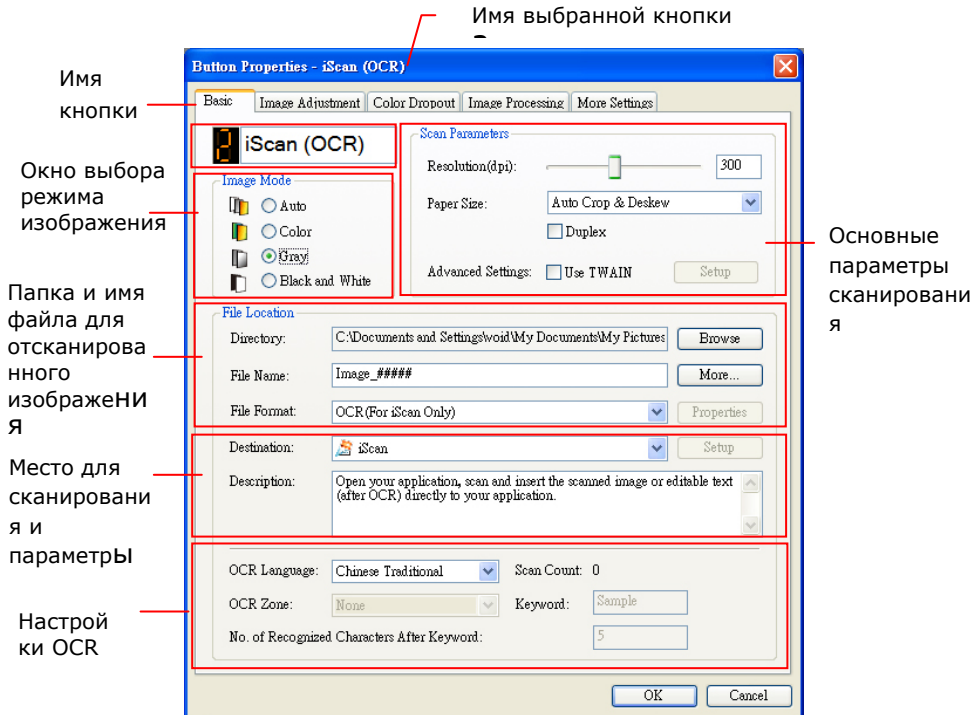 Имя выбранной кнопки
Button Properties - iScan (OCR)
Имя
кнопки
Basic Image Adjustment Color Dropout Image Processing More Settings
2 iScan (OCR)
Окно выбора
режима
изображения
Image Mode
Auto
Color
Gray
Black and White
Scan Parameters
Resolution(dpi): 300
Paper Size: Auto Crop & Deskew
Duplex
Advanced Settings: Use TWAIN Setup
Основные
параметры
сканировани
я
Папка и имя
файла для
отсканирова
нного
изображени
я
File Location
Directory: C:\Documents and Settings\void\My Documents\My Pictures Browse
File Name: Image_##### More...
File Format: OCR(For iScan Only) Properties
Место для
сканировани
я и
параметры
Destination: iScan Setup
Description: Open your application, scan and insert the scanned image or editable text
(after OCR) directly to your application.
Настрой
ки OCR
OCR Language: Chinese Traditional Scan Count: 0
OCR Zone: None Keyword: Sample
No. of Recognized Characters After Keyword: 5
OK Cancel